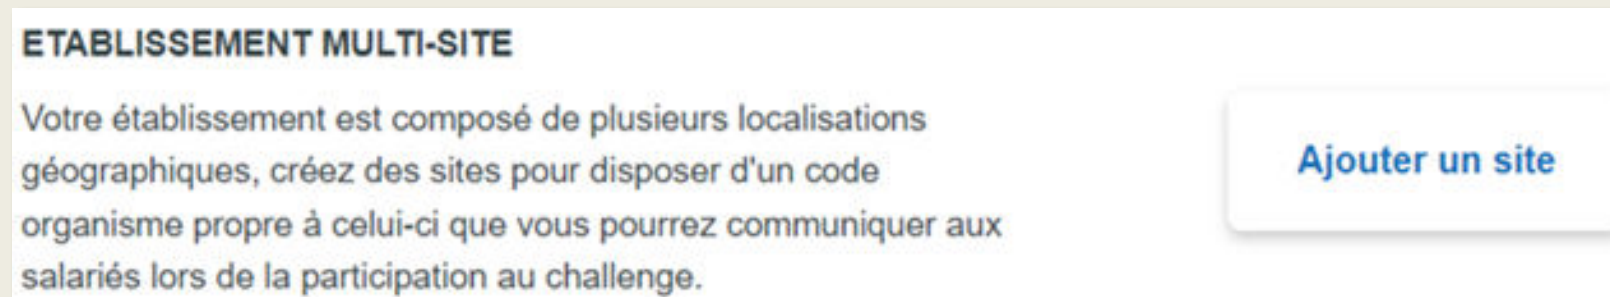 ETABLISSEMENT MULTI-SITE
Votre établissement est composé de plusieurs localisations
géographiques, créez des sites pour disposer d'un code
organisme propre à celui-ci que vous pourrez communiquer aux
salariés lors de la participation au challenge.
Ajouter un site